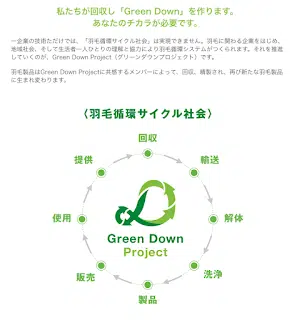 私たちが回収し「Green Down」を作ります。
あなたのチカラが必要です。
一企業の技術だけでは、「羽毛循環サイクル社会」は実現できません。羽毛に関わる企業をはじめ、
地域社会、そして生活者一人ひとりの理解と協力により羽毛循環システムがつくられます。それを推進
していくのが、Green Down Project（グリーンダウンプロジェクト）です。
羽毛製品はGreen Down Projectに共感するメンバーによって、回収、精製され、再び新たな羽毛製品
に生まれ変わります。
〈羽毛循環サイクル社会〉
回収
提供
輸送
使用
解体
Green Down
Project
販売
洗浄
製品